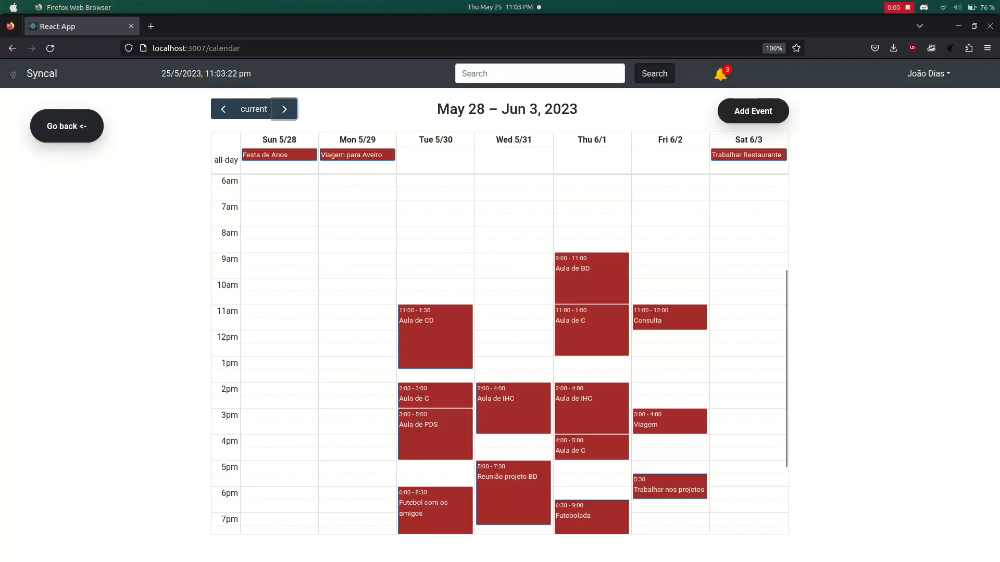 Firefox Web Browser
Thu May 25 11:03 PM
0:00
76 %
React App
localhost:3007/calendar
100%
Syncal
25/5/2023, 11:03:22 pm
Search
Search
3
João Dias
Go back <-
current
May 28 – Jun 3, 2023
Add Event
Sun 5/28
Mon 5/29
Tue 5/30
Wed 5/31
Thu 6/1
Fri 6/2
Sat 6/3
all-day
Festa de Anos
Viagem para Aveiro
Trabalhar Restaurante
6am
7am
8am
9am
9:00 - 11:00
Aula de BD
10am
11am
11:00 - 1:30
Aula de CD
11:00 - 1:00
Aula de C
11:00 - 12:00
Consulta
12pm
1pm
2pm
2:00 - 3:00
Aula de C
2:00 - 4:00
Aula de IHC
2:00 - 4:00
Aula de IHC
3pm
3:00 - 5:00
Aula de PDS
3:00 - 4:00
Viagem
4pm
4:00 - 5:00
Aula de C
5pm
5:00 - 7:30
Reunião projeto BD
5:30
Trabalhar nos projetos
6pm
6:00 - 8:30
Futebol com os
amigos
6:30 - 9:00
Futebolada
7pm